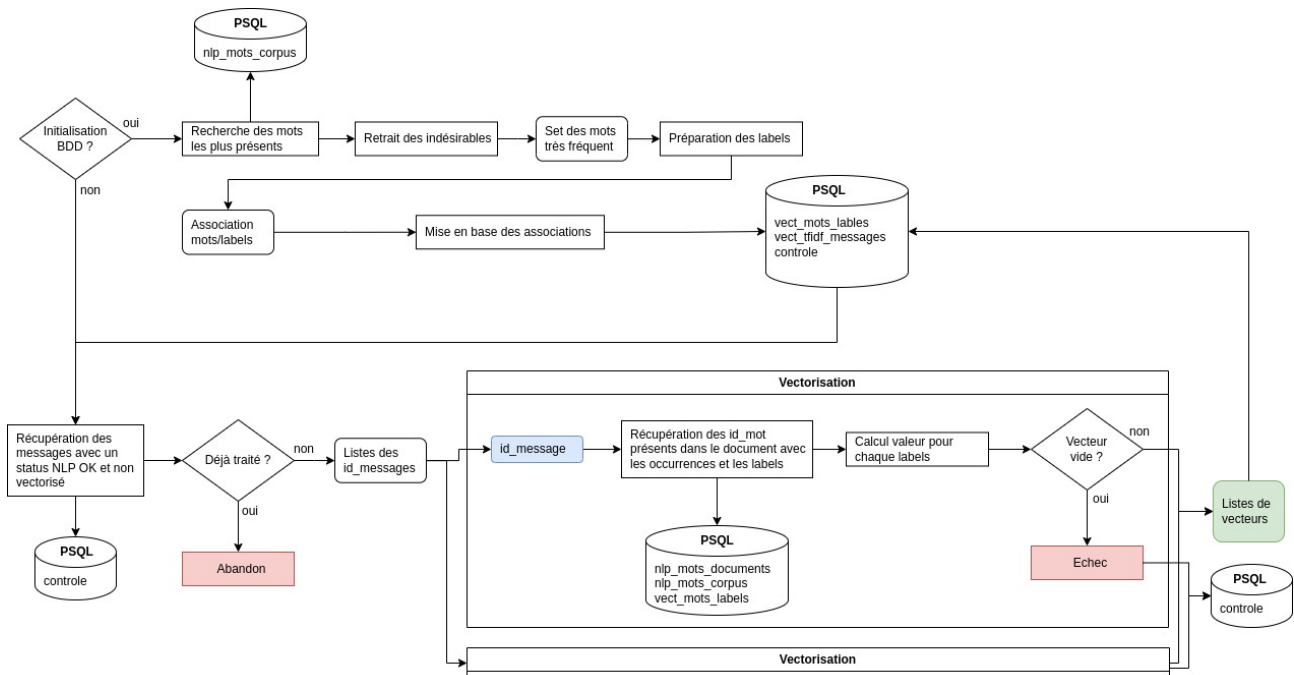 PSQL
nlp_mots_corpus
Initialisation
BDD ?
oui
non
Recherche des mots
les plus présents
Retrait des indésirables
Set des mots
très fréquent
Préparation des labels
Association
mots/labels
Mise en base des associations
PSQL
vect_mots_lables
vect_tfidf_messages
controle
Récupération des
messages avec un
status NLP OK et non
vectorisé
PSQL
controle
Déjà traité ?
non
oui
Abandon
Listes des
id_messages
Vectorisation
id_message
Récupération des id_mot
présents dans le document avec
les occurrences et les labels
PSQL
nlp_mots_documents
nlp_mots_corpus
vect_mots_labels
Calcul valeur pour
chaque labels
Vecteur
vide ?
non
oui
Echec
Listes de
vecteurs
PSQL
controle
Vectorisation